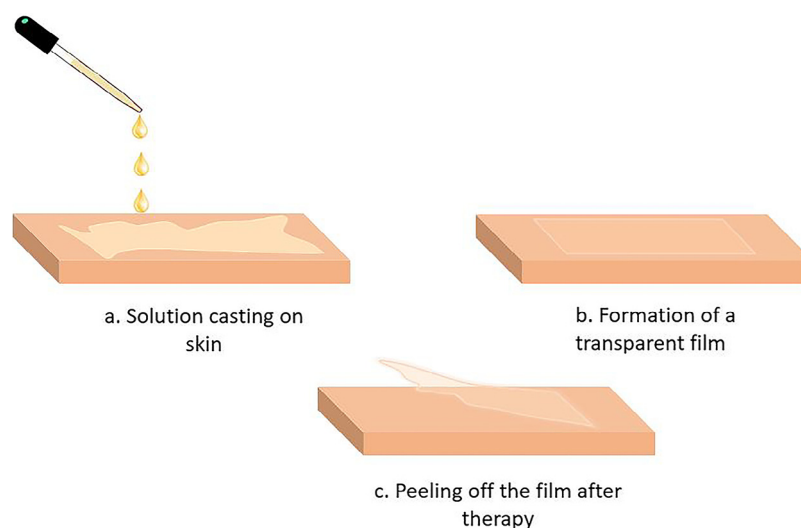 a. Solution casting on
skin
b. Formation of a
transparent film
c. Peeling off the film after
therapy